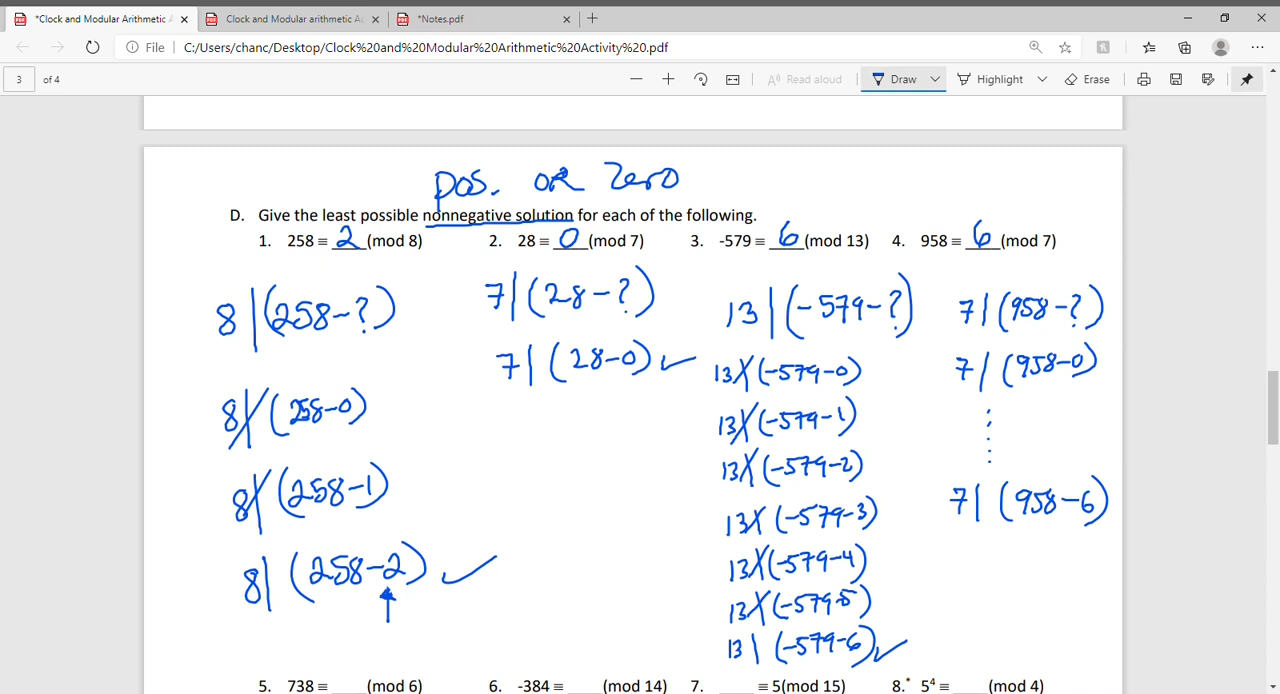 *Clock and Modular Arithmetic A
Clock and Modular arithmetic Ac
*Notes.pdf
File | C:/Users/chanc/Desktop/Clock%20and%20Modular%20Arithmetic%20Activity%20.pdf
3 of 4 Read aloud Draw Highlight Erase
pos. OR Zero
D. Give the least possible nonnegative solution for each of the following.
1. 258 ≡ 2 (mod 8) 2. 28 ≡ 0 (mod 7) 3. -579 ≡ 6 (mod 13) 4. 958 ≡ 6 (mod 7)
8 | (258-?)
8 ∤ (258-0)
8 ∤ (258-1)
8 | (258-2) ✓
↑
7 | (28-?)
7 | (28-0) ✓
13 | (-579-?)
13 ∤ (-579-0)
13 ∤ (-579-1)
13 ∤ (-579-2)
13 ∤ (-579-3)
13 ∤ (-579-4)
13 ∤ (-579-5)
13 | (-579-6) ✓
7 | (958-?)
7 | (958-0)
⋮
7 | (958-6)
5. 738 ≡ ____ (mod 6) 6. -384 ≡ ____ (mod 14) 7. ____ ≡ 5(mod 15) 8. 5⁴ ≡ ____ (mod 4)